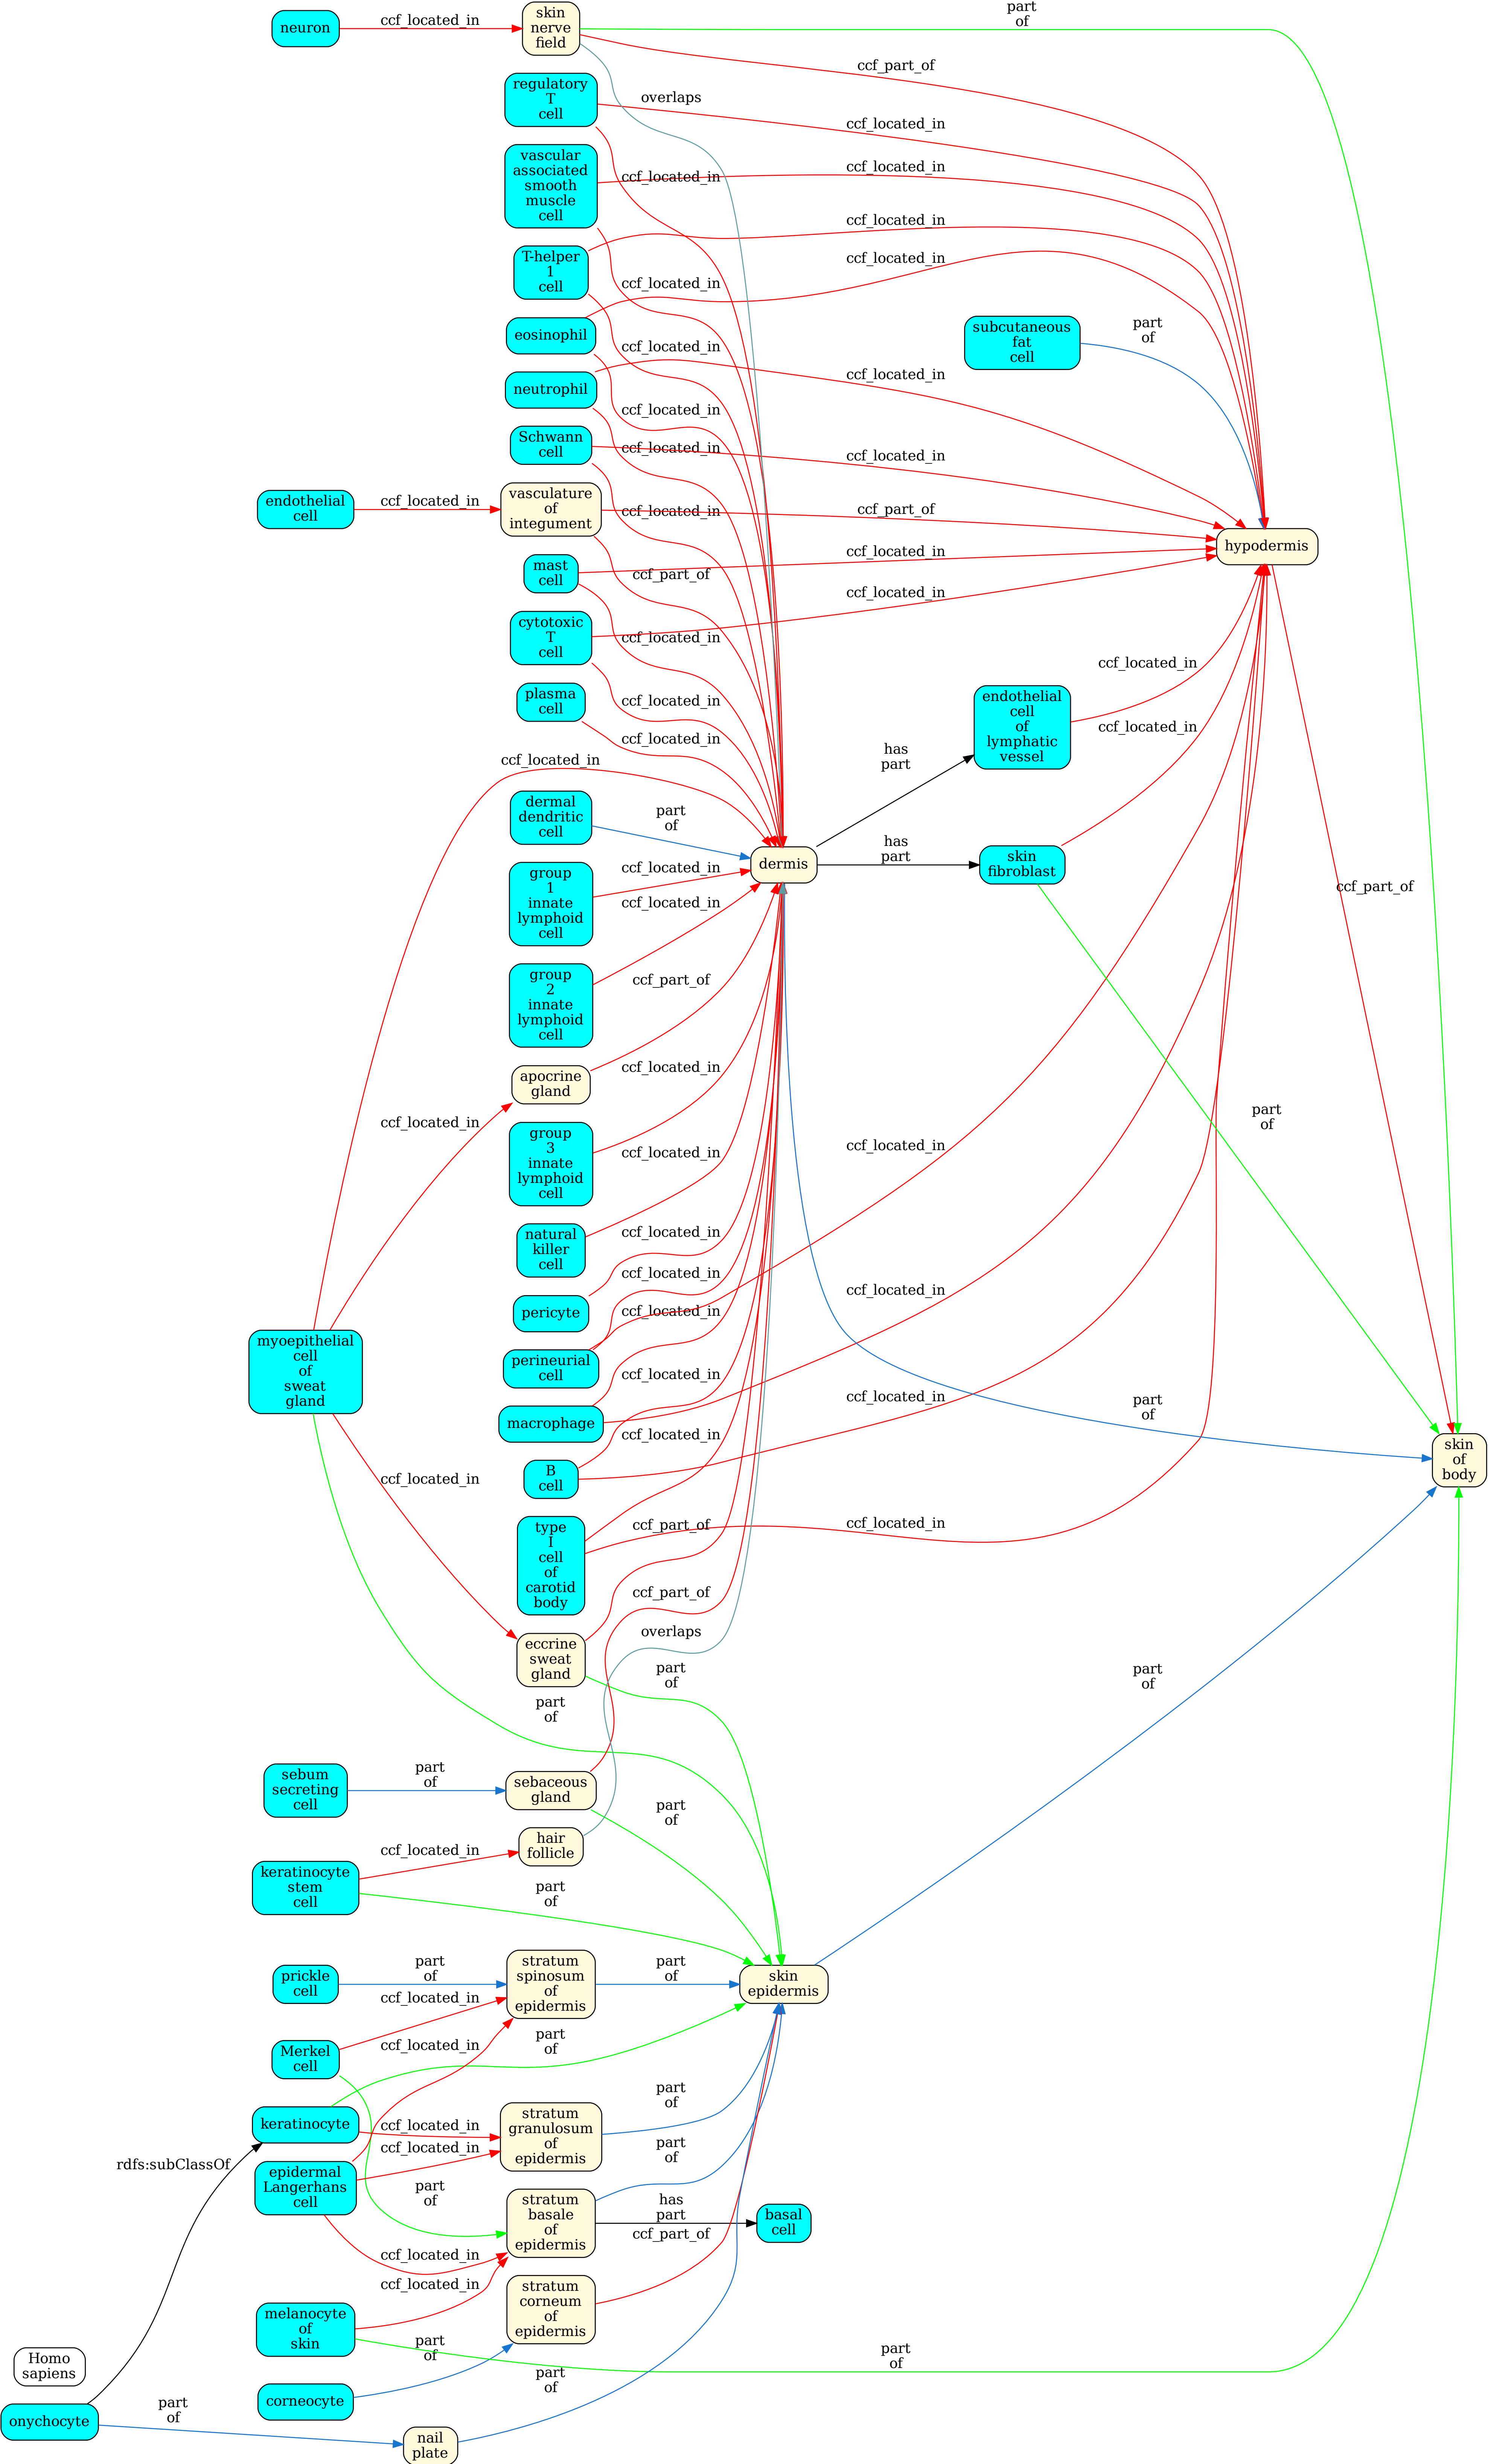 neuron
ccf_located_in
skin
nerve
field
part
of
ccf_part_of
overlaps
regulatory
T
cell
ccf_located_in
ccf_located_in
vascular
associated
smooth
muscle
cell
ccf_located_in
ccf_located_in
T-helper
1
cell
ccf_located_in
ccf_located_in
eosinophil
ccf_located_in
ccf_located_in
subcutaneous
fat
cell
part
of
neutrophil
ccf_located_in
ccf_located_in
Schwann
cell
ccf_located_in
ccf_located_in
endothelial
cell
ccf_located_in
vasculature
of
integument
ccf_part_of
ccf_part_of
hypodermis
mast
cell
ccf_located_in
ccf_located_in
cytotoxic
T
cell
ccf_located_in
ccf_located_in
plasma
cell
ccf_located_in
endothelial
cell
of
lymphatic
vessel
ccf_located_in
ccf_located_in
has
part
ccf_located_in
dermal
dendritic
cell
part
of
dermis
has
part
skin
fibroblast
group
1
innate
lymphoid
cell
ccf_located_in
ccf_part_of
group
2
innate
lymphoid
cell
ccf_located_in
apocrine
gland
ccf_part_of
ccf_located_in
group
3
innate
lymphoid
cell
ccf_located_in
part
of
natural
killer
cell
ccf_located_in
ccf_located_in
pericyte
ccf_located_in
perineurial
cell
ccf_located_in
ccf_located_in
myoepithelial
cell
of
sweat
gland
macrophage
ccf_located_in
ccf_located_in
part
of
B
cell
ccf_located_in
ccf_located_in
skin
of
body
ccf_located_in
type
I
cell
of
carotid
body
ccf_located_in
ccf_part_of
eccrine
sweat
gland
ccf_part_of
overlaps
part
of
part
of
part
of
sebum
secreting
cell
part
of
sebaceous
gland
part
of
hair
follicle
keratinocyte
stem
cell
ccf_located_in
part
of
prickle
cell
part
of
stratum
spinosum
of
epidermis
part
of
skin
epidermis
Merkel
cell
ccf_located_in
ccf_located_in
part
of
keratinocyte
ccf_located_in
stratum
granulosum
of
epidermis
part
of
rdfs:subClassOf
epidermal
Langerhans
cell
ccf_located_in
part
of
part
of
stratum
basale
of
epidermis
has
part
basal
cell
ccf_located_in
ccf_part_of
melanocyte
of
skin
ccf_located_in
stratum
corneum
of
epidermis
part
of
part
of
Homo
sapiens
corneocyte
part
of
onychocyte
part
of
nail
plate